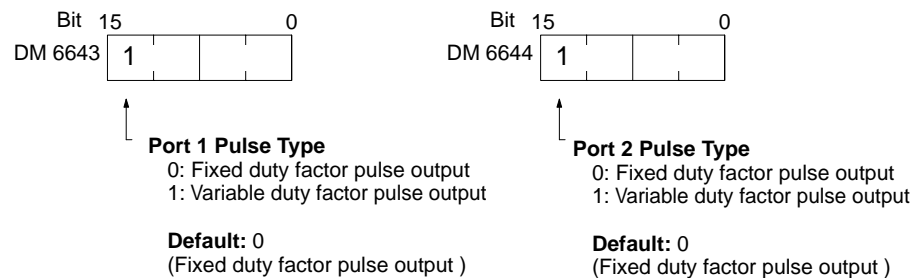 Bit 15 0
DM 6643 1
Port 1 Pulse Type
0: Fixed duty factor pulse output
1: Variable duty factor pulse output
Default: 0
(Fixed duty factor pulse output )
Bit 15 0
DM 6644 1
Port 2 Pulse Type
0: Fixed duty factor pulse output
1: Variable duty factor pulse output
Default: 0
(Fixed duty factor pulse output )